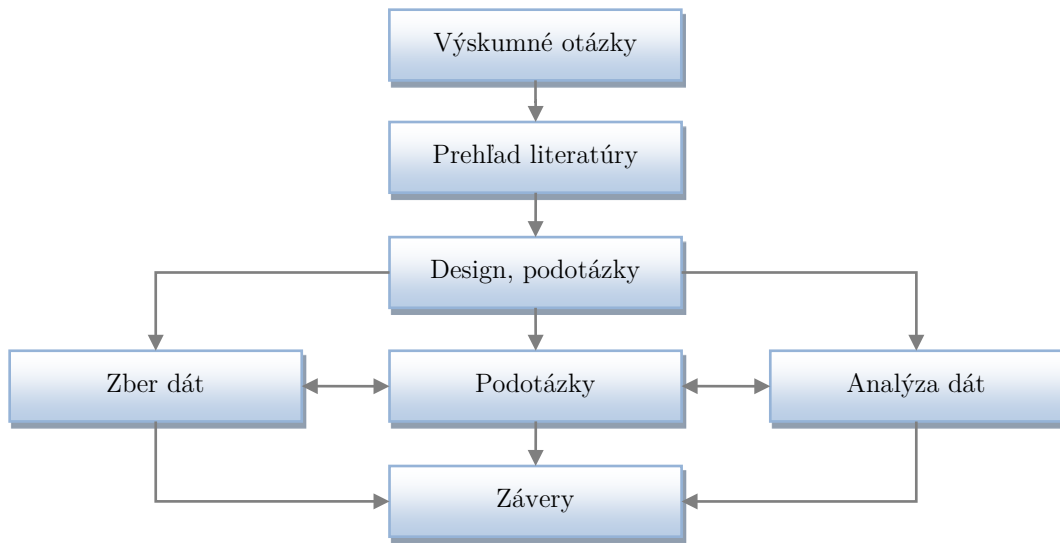 Výskumné otázky
Prehľad literatúry
Design, podotázky
Zber dát
Podotázky
Analýza dát
Závery